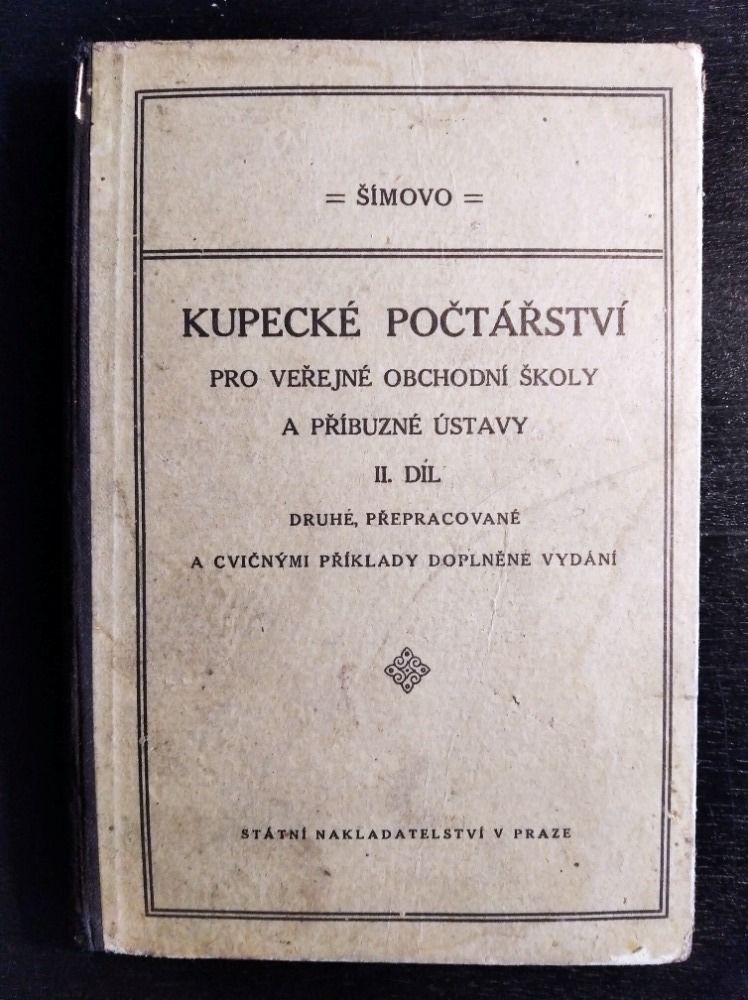 = ŠÍMOVO =
KUPECKÉ POČTÁŘSTVÍ
PRO VEŘEJNÉ OBCHODNÍ ŠKOLY
A PŘÍBUZNÉ ÚSTAVY
II. DÍL
DRUHÉ, PŘEPRACOVANÉ
A CVIČNÝMI PŘÍKLADY DOPLNĚNÉ VYDÁNÍ
STÁTNÍ NAKLADATELSTVÍ V PRAZE